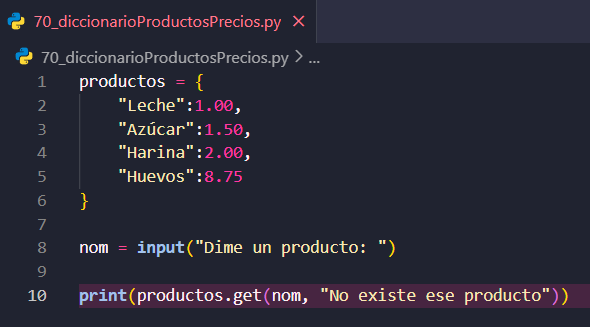 70_diccionarioProductosPrecios.py ×
70_diccionarioProductosPrecios.py > ...
1 productos = {
2 "Leche":1.00,
3 "Azúcar":1.50,
4 "Harina":2.00,
5 "Huevos":8.75
6 }
7
8 nom = input("Dime un producto: ")
9
10 print(productos.get(nom, "No existe ese producto"))